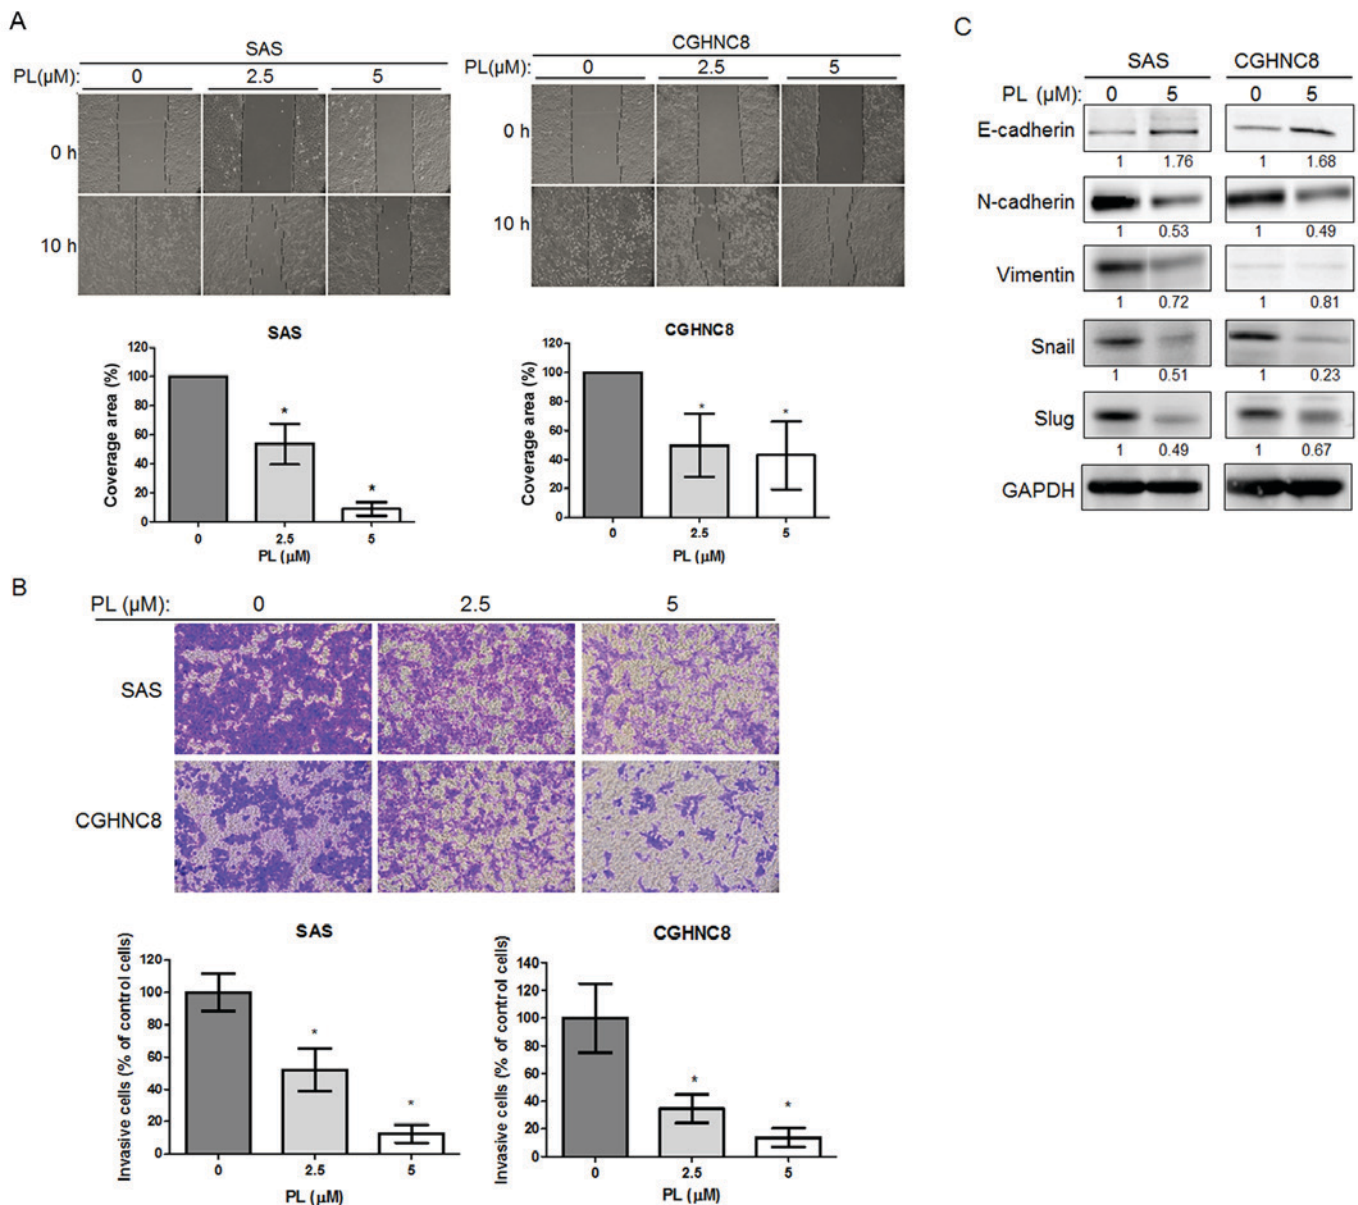 A
SAS
PL(µM): 0 2.5 5
0 h
10 h
CGHNC8
PL(µM): 0 2.5 5
0 h
10 h
SAS
Coverage area (%)
120
100
80
60
40
20
0
* *
0 2.5 5
PL (µM)
CGHNC8
Coverage area (%)
120
100
80
60
40
20
0
* *
0 2.5 5
PL (µM)
B
PL (µM): 0 2.5 5
SAS
CGHNC8
SAS
Invasive cells (% of control cells)
120
100
80
60
40
20
0
* *
0 2.5 5
PL (µM)
CGHNC8
Invasive cells (% of control cells)
140
120
100
80
60
40
20
0
* *
0 2.5 5
PL (µM)
C
SAS CGHNC8
PL (µM): 0 5 0 5
E-cadherin
1 1.76 1 1.68
N-cadherin
1 0.53 1 0.49
Vimentin
1 0.72 1 0.81
Snail
1 0.51 1 0.23
Slug
1 0.49 1 0.67
GAPDH